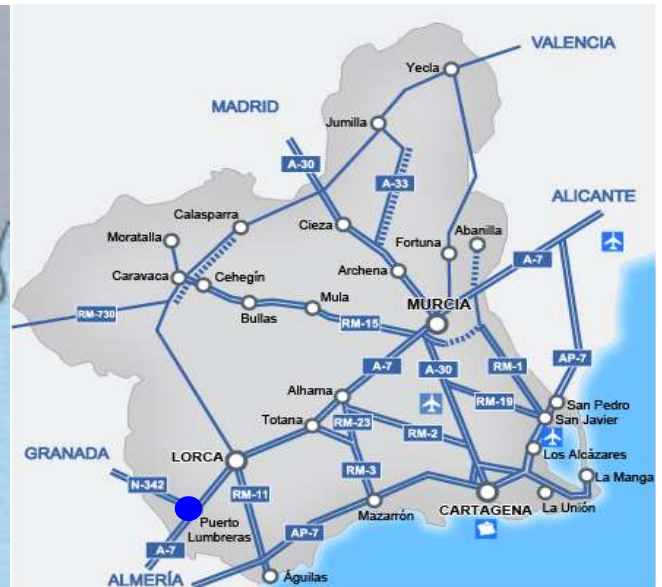 VALENCIA
Yecla
MADRID
Jumilla
A-30
A-33
ALICANTE
Calasparra
Cieza
Moratalla
Fortuna
Abanilla
Archena
A-7
Caravaca
Cehegín
MURCIA
Bullas
Mula
RM-730
RM-15
AP-7
A-7
A-30
RM-1
Alhama
RM-19
San Pedro
San Javier
Totana
RM-23
RM-2
GRANADA
LORCA
Los Alcázares
RM-3
La Manga
N-342
RM-11
CARTAGENA
La Unión
Puerto
Lumbreras
Mazarrón
AP-7
A-7
ALMERÍA
Águilas